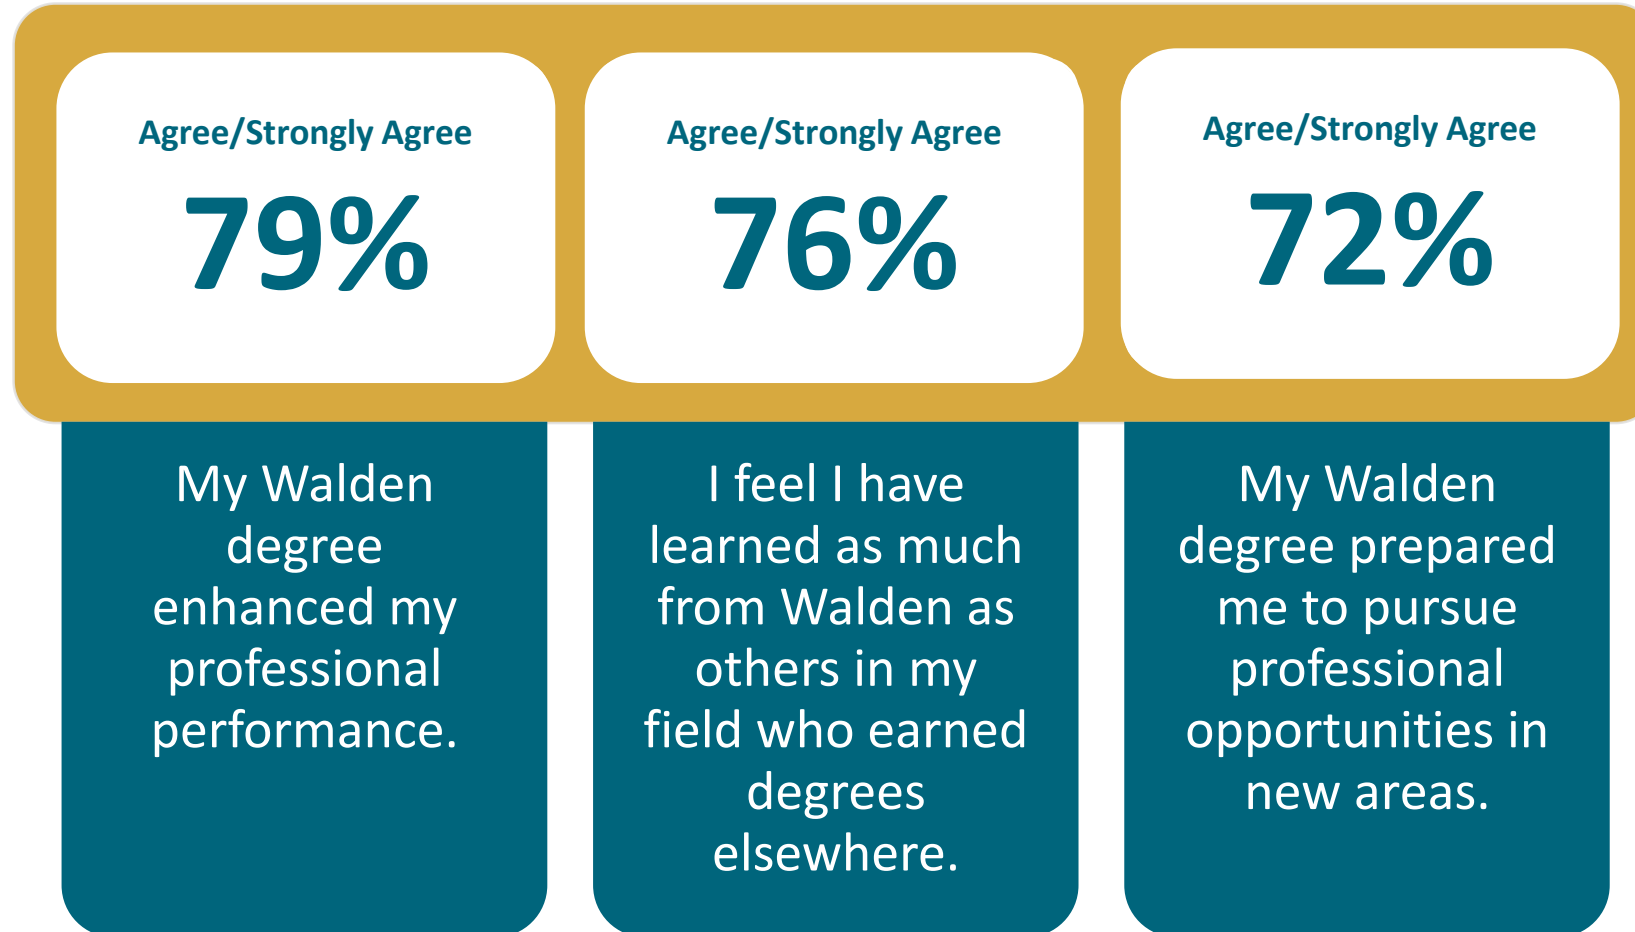 Agree/Strongly Agree
79%
My Walden
degree
enhanced my
professional
performance.
Agree/Strongly Agree
76%
I feel I have
learned as much
from Walden as
others in my
field who earned
degrees
elsewhere.
Agree/Strongly Agree
72%
My Walden
degree prepared
me to pursue
professional
opportunities in
new areas.